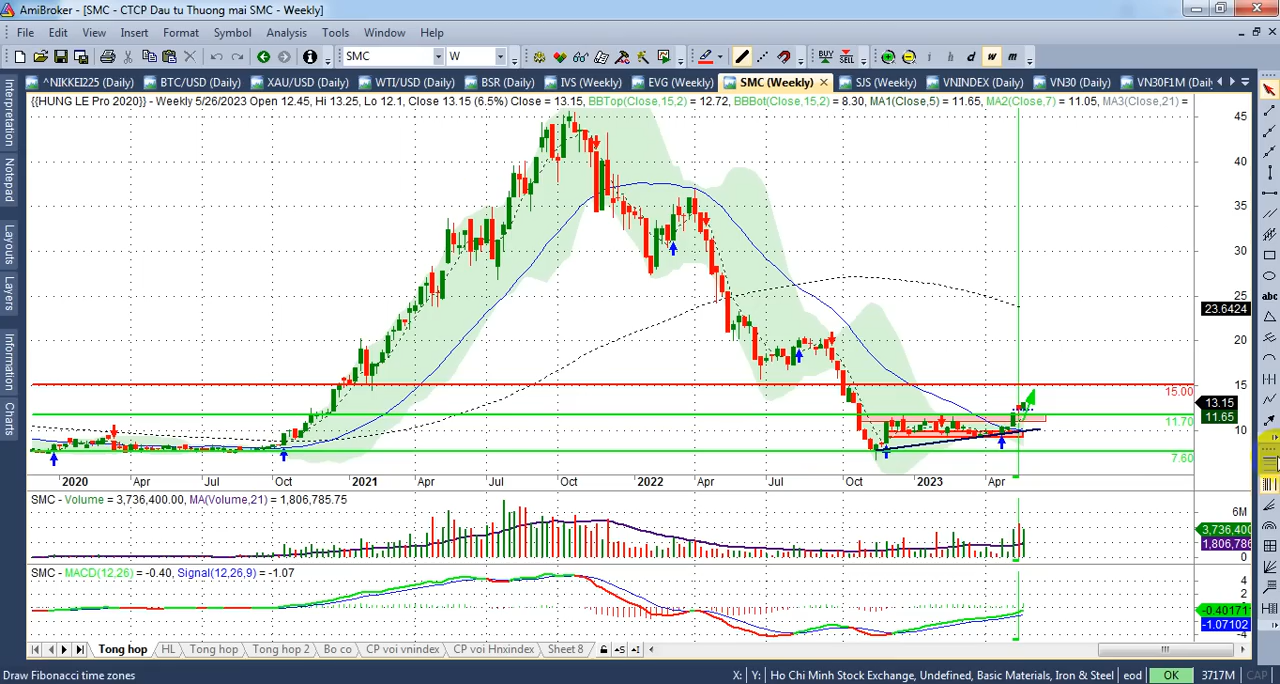 AmiBroker - [SMC - CTCP Dau tu Thuong mai SMC - Weekly]
File Edit View Insert Format Symbol Analysis Tools Window Help
SMC W BUY SELL i h d w m
^NIKKEI225 (Daily) BTC/USD (Daily) XAU/USD (Daily) WTI/USD (Daily) BSR (Daily) IVS (Weekly) EVG (Weekly) SMC (Weekly) SJS (Weekly) VNINDEX (Daily) VN30 (Daily) VN30F1M (Daily
{{HUNG LE Pro 2020}} - Weekly 5/26/2023 Open 12.45, Hi 13.25, Lo 12.1, Close 13.15 (6.5%) Close = 13.15, BBTop(Close,15,2) = 12.72, BBBot(Close,15,2) = 8.30, MA1(Close,5) = 11.65, MA2(Close,7) = 11.05, MA3(Close,21) =
Interpretation
Notepad
Layouts
Layers
Information
Charts
abc
45
40
35
30
25
23.6424
20
15
15.00
13.15
11.65
11.70
10
7.60
2020 Apr Jul Oct 2021 Apr Jul Oct 2022 Apr Jul Oct 2023 Apr
SMC - Volume = 3,736,400.00, MA(Volume,21) = 1,806,785.75
6M
3,736,400
1,806,786
0
SMC - MACD(12,26) = -0.40, Signal(12,26,9) = -1.07
4
2
-0.40171
-1.07102
-4
Tong hop HL Tong hop Tong hop 2 Bo co CP voi vnindex CP voi Hnxindex Sheet 8
Draw Fibonacci time zones X: Y: Ho Chi Minh Stock Exchange, Undefined, Basic Materials, Iron & Steel eod OK 3717M CAP